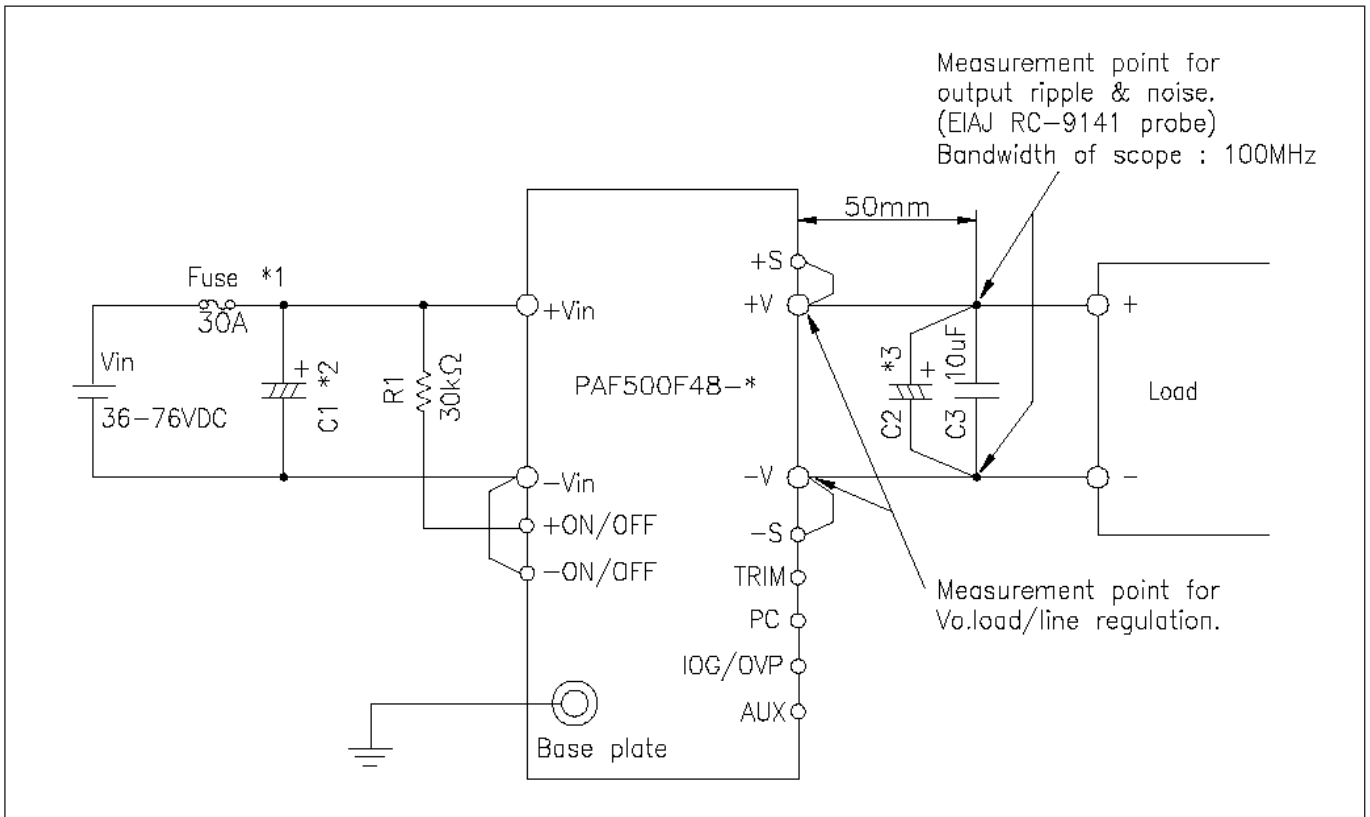 Measurement point for
output ripple & noise.
(EIAJ RC-9141 probe)
Bandwidth of scope : 100MHz
50mm
+S
Fuse *1
30A
+Vin
+V
+
Vin
36-76VDC
C1 *2
+
R1
30kΩ
PAF500F48-*
*3
+
C2
10uF
C3
Load
-Vin
-V
-
+ON/OFF
-S
-ON/OFF
TRIM
Measurement point for
Vo.load/line regulation.
PC
IOG/OVP
AUX
Base plate